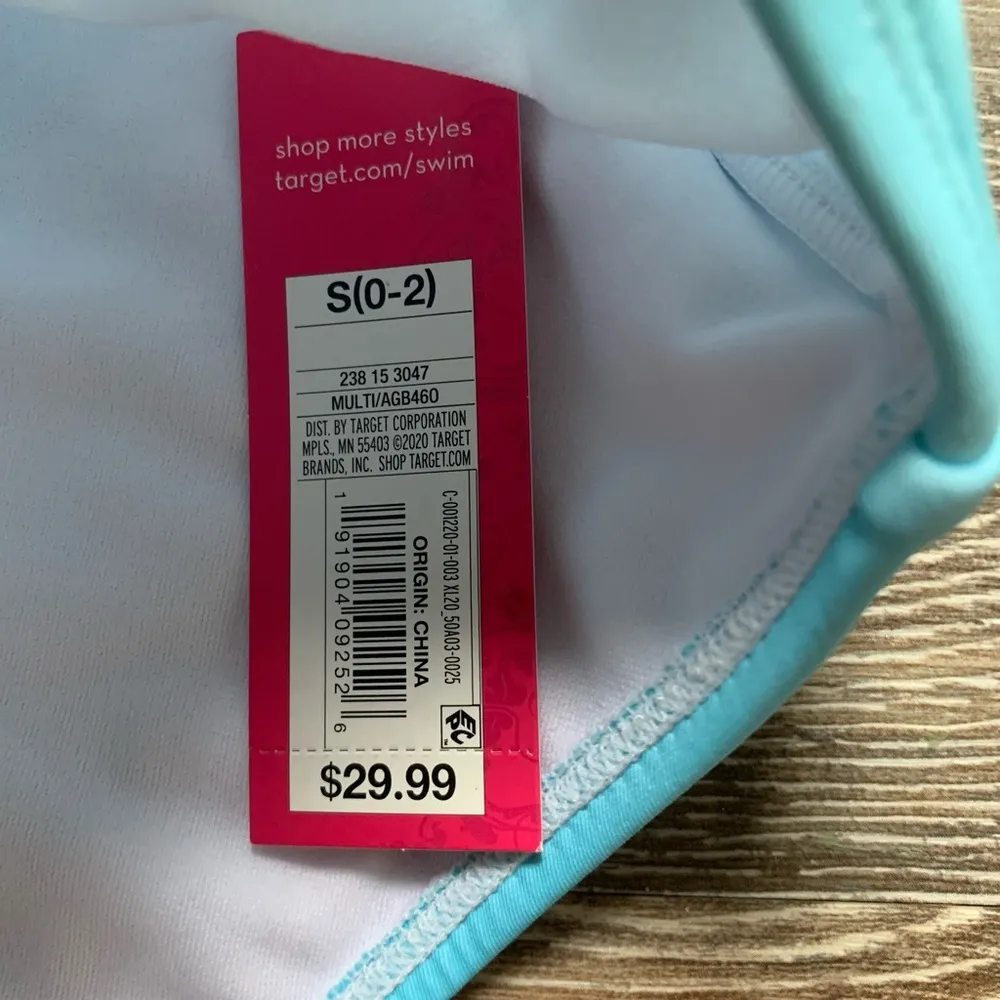 shop more styles
target.com/swim
S(0-2)
238 15 3047
MULTI/AGB460
DIST. BY TARGET CORPORATION
MPLS., MN 55403 ©2020 TARGET
BRANDS, INC. SHOP TARGET.COM
C-001220-01-003 XL20_50A03-0025
ORIGIN: CHINA
1 91904 09252 6
EPC™
$29.99